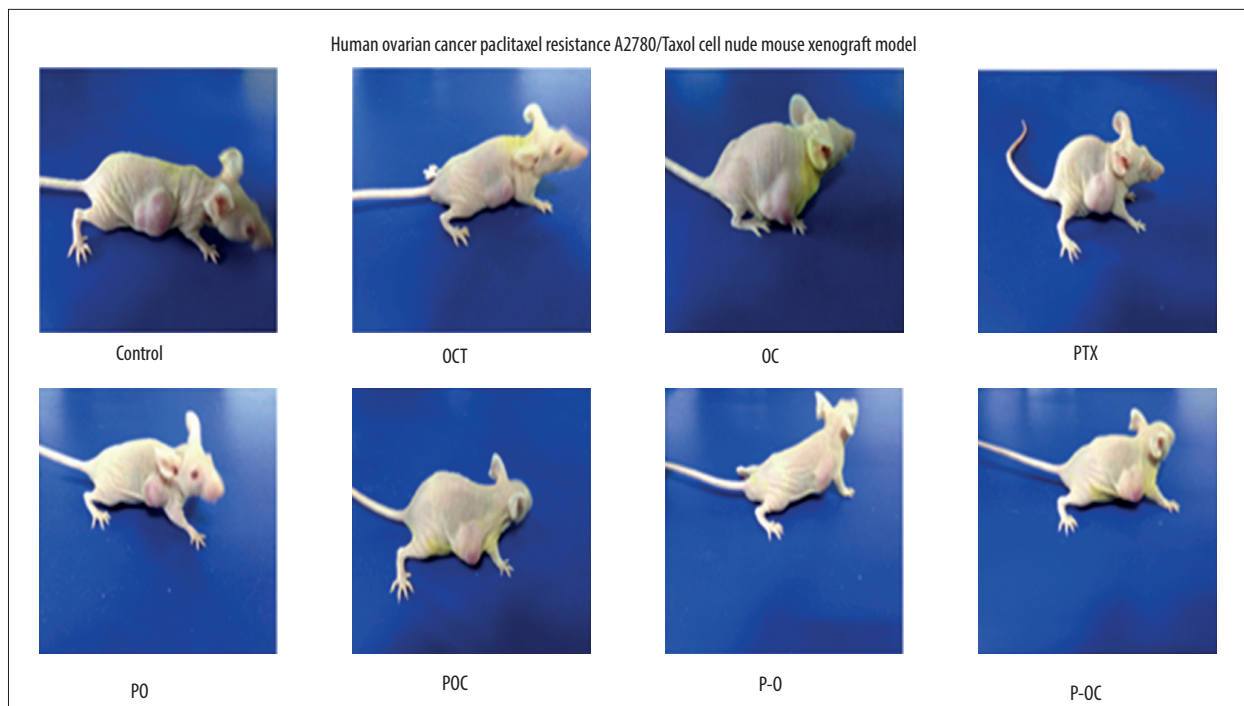 Human ovarian cancer paclitaxel resistance A2780/Taxol cell nude mouse xenograft model
Control
OCT
OC
PTX
PO
POC
P-O
P-OC